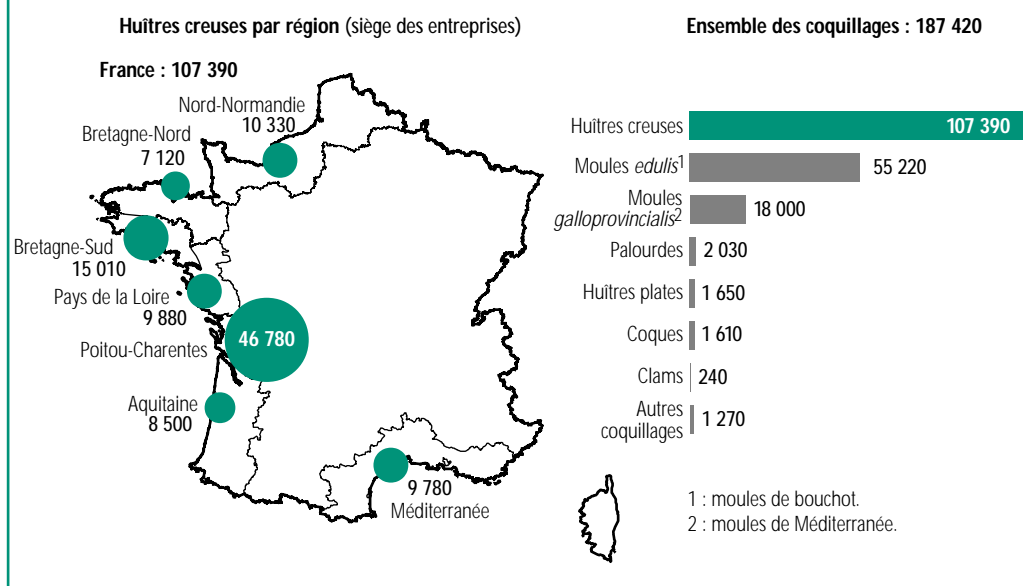 Huîtres creuses par région (siège des entreprises)
France : 107 390
Nord-Normandie
10 330
Bretagne-Nord
7 120
Bretagne-Sud
15 010
Pays de la Loire
9 880
46 780
Poitou-Charentes
Aquitaine
8 500
9 780
Méditerranée
Ensemble des coquillages : 187 420
Huîtres creuses 107 390
Moules edulis1 55 220
Moules
galloprovincialis2 18 000
Palourdes 2 030
Huîtres plates 1 650
Coques 1 610
Clams 240
Autres
coquillages 1 270
1 : moules de bouchot.
2 : moules de Méditerranée.